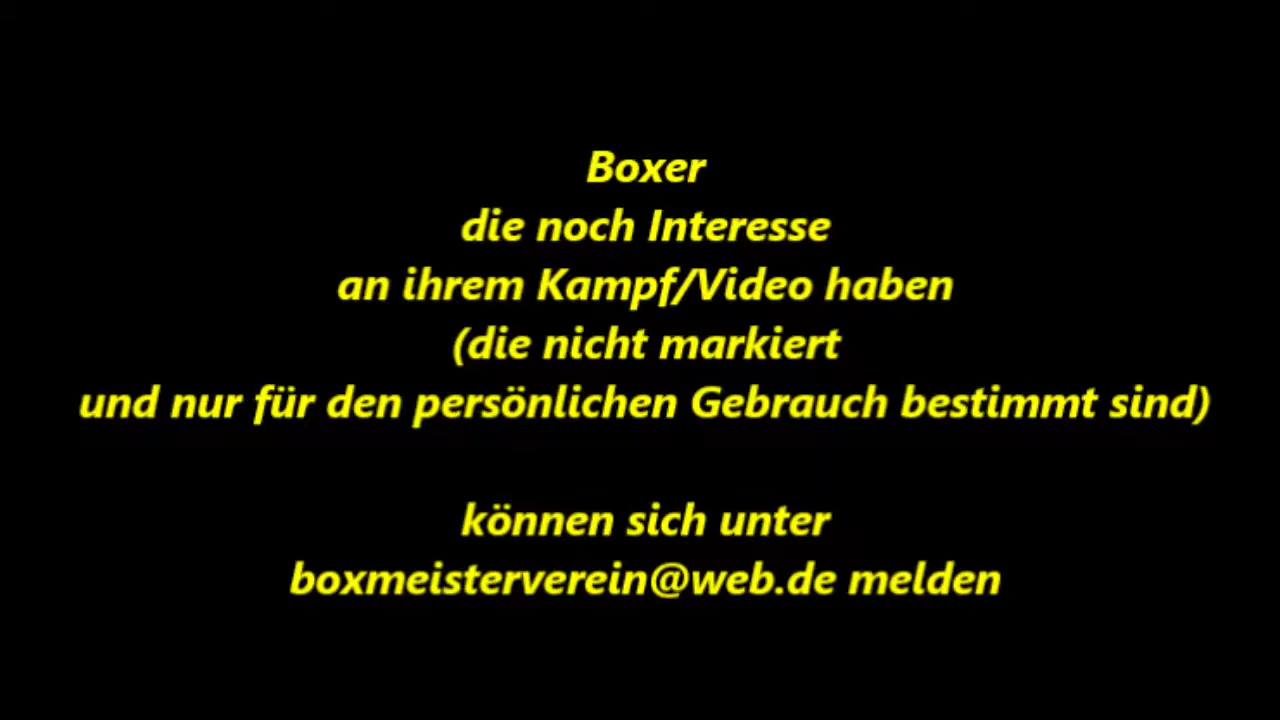 Boxer
die noch Interesse
an ihrem Kampf/Video haben
(die nicht markiert
und nur für den persönlichen Gebrauch bestimmt sind)
können sich unter
boxmeisterverein@web.de melden